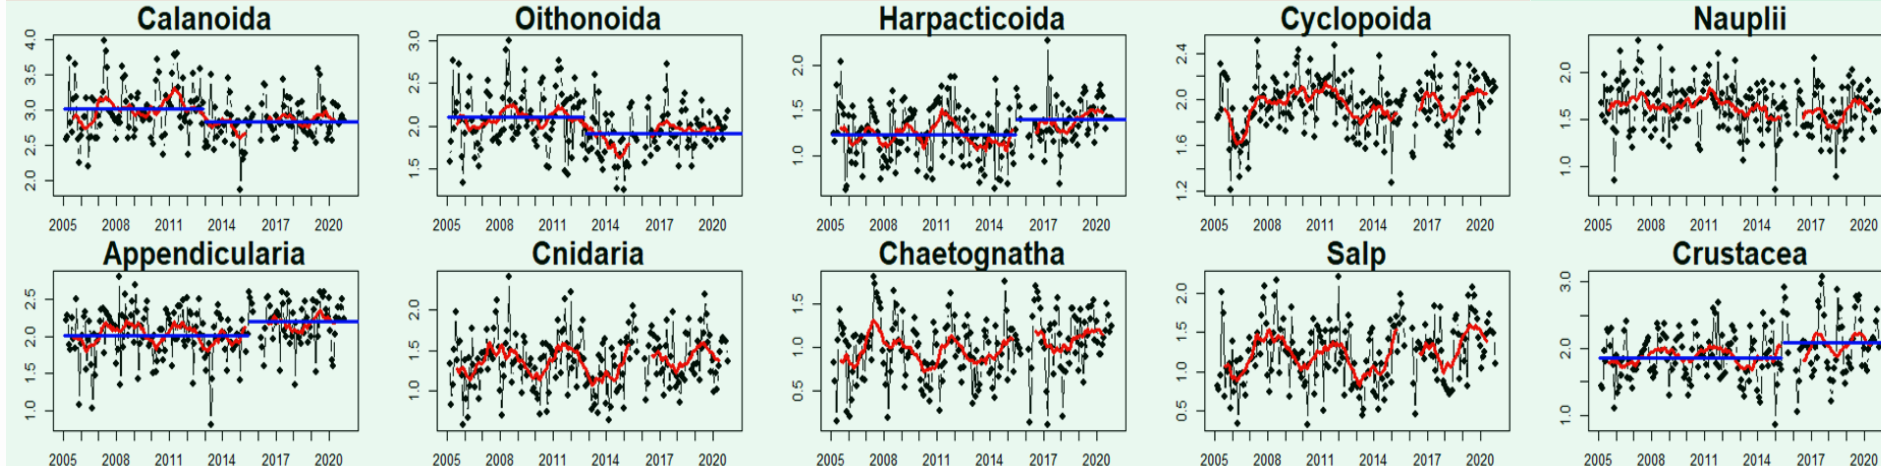 Calanoida Oithonoida Harpacticoida Cyclopoida Nauplii
4.0 3.5 3.0 2.5 2.0
3.0 2.5 2.0 1.5
2.0 1.5 1.0
2.4 2.0 1.6 1.2
2.0 1.5 1.0
2005 2008 2011 2014 2017 2020 2005 2008 2011 2014 2017 2020 2005 2008 2011 2014 2017 2020 2005 2008 2011 2014 2017 2020 2005 2008 2011 2014 2017 2020
Appendicularia Cnidaria Chaetognatha Salp Crustacea
2.5 2.0 1.5 1.0
2.0 1.5 1.0
1.5 1.0 0.5
2.0 1.5 1.0 0.5
3.0 2.0 1.0
2005 2008 2011 2014 2017 2020 2005 2008 2011 2014 2017 2020 2005 2008 2011 2014 2017 2020 2005 2008 2011 2014 2017 2020 2005 2008 2011 2014 2017 2020